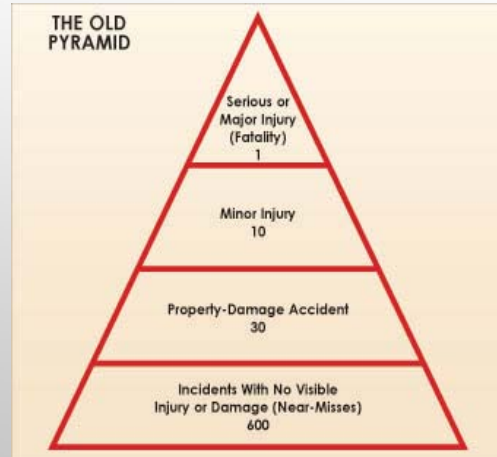 THE OLD
PYRAMID
Serious or
Major Injury
(Fatality)
1
Minor Injury
10
Property-Damage Accident
30
Incidents With No Visible
Injury or Damage (Near-Misses)
600